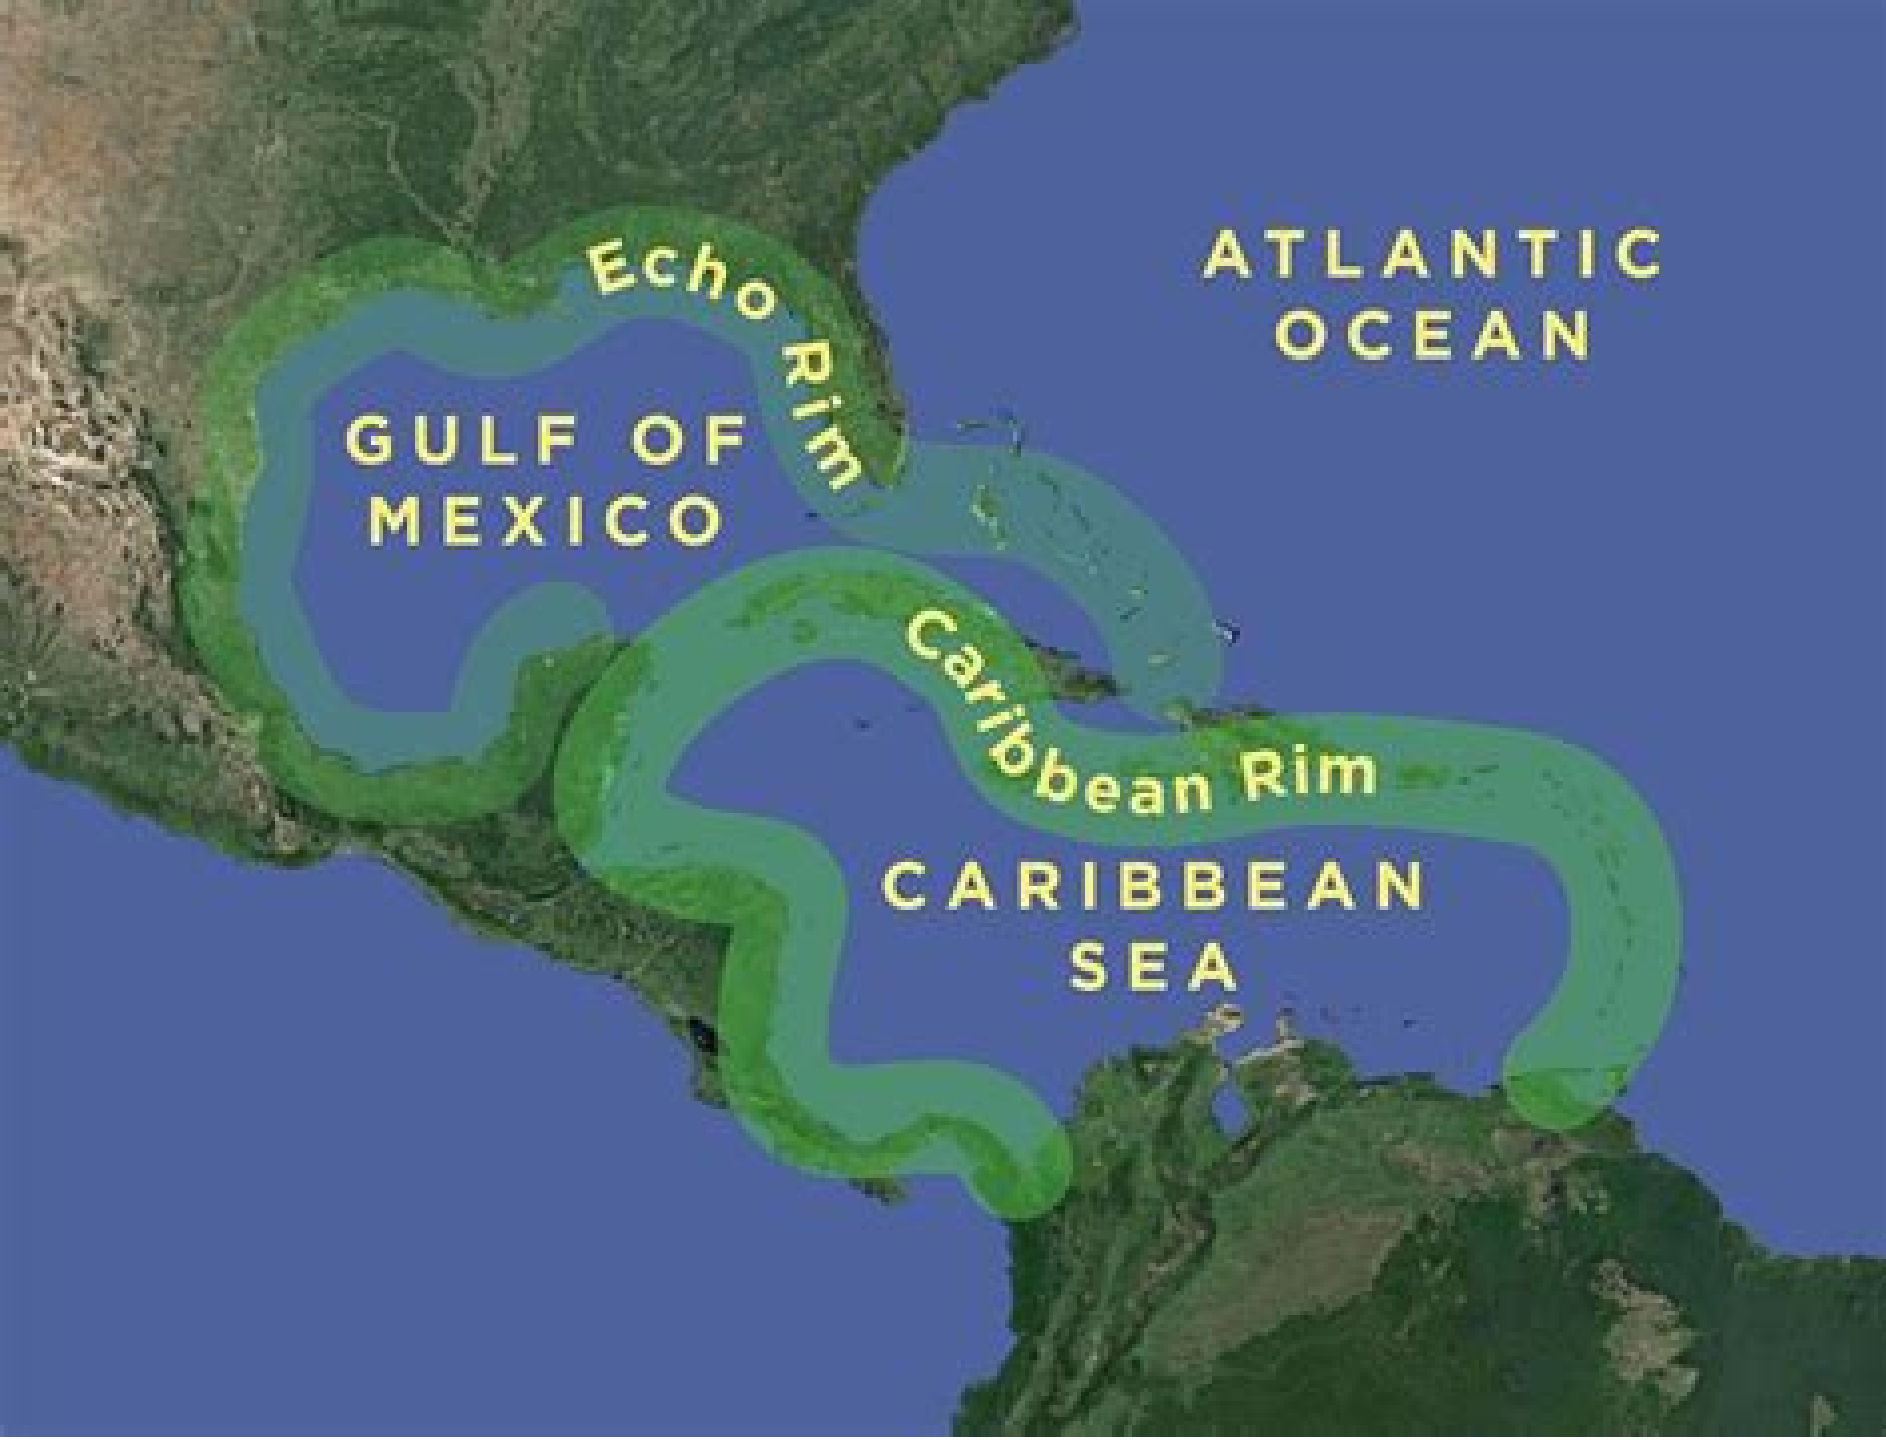 Echo Rim
ATLANTIC
OCEAN
GULF OF
MEXICO
Caribbean Rim
CARIBBEAN
SEA